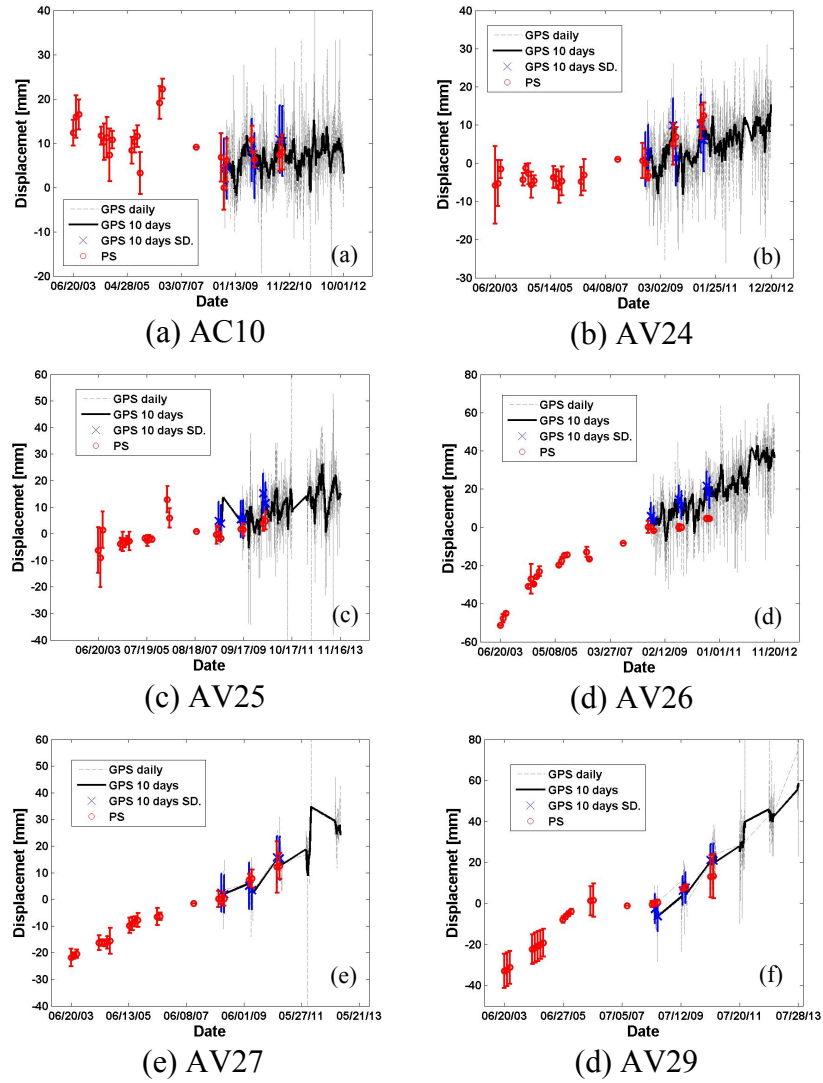 40
30
20
10
0
-10
-20
Displacemet [mm]
GPS daily
GPS 10 days
GPS 10 days SD.
PS
(a)
06/20/03 04/28/05 03/07/07 01/13/09 11/22/10 10/01/12
Date
(a) AC10
40
30
20
10
0
-10
-20
-30
Displacemet [mm]
GPS daily
GPS 10 days
GPS 10 days SD.
PS
(b)
06/20/03 05/14/05 04/08/07 03/02/09 01/25/11 12/20/12
Date
(b) AV24
60
50
40
30
20
10
0
-10
-20
-30
-40
Displacemet [mm]
GPS daily
GPS 10 days
GPS 10 days SD.
PS
(c)
06/20/03 07/19/05 08/18/07 09/17/09 10/17/11 11/16/13
Date
(c) AV25
80
60
40
20
0
-20
-40
-60
Displacemet [mm]
GPS daily
GPS 10 days
GPS 10 days SD.
PS
(d)
06/20/03 05/08/05 03/27/07 02/12/09 01/01/11 11/20/12
Date
(d) AV26
60
50
40
30
20
10
0
-10
-20
-30
-40
Displacemet [mm]
GPS daily
GPS 10 days
GPS 10 days SD.
PS
(e)
06/20/03 06/13/05 06/08/07 06/01/09 05/27/11 05/21/13
Date
(e) AV27
80
60
40
20
0
-20
-40
-60
Displacemet [mm]
GPS daily
GPS 10 days
GPS 10 days SD.
PS
(f)
06/20/03 06/27/05 07/05/07 07/12/09 07/20/11 07/28/13
Date
(d) AV29